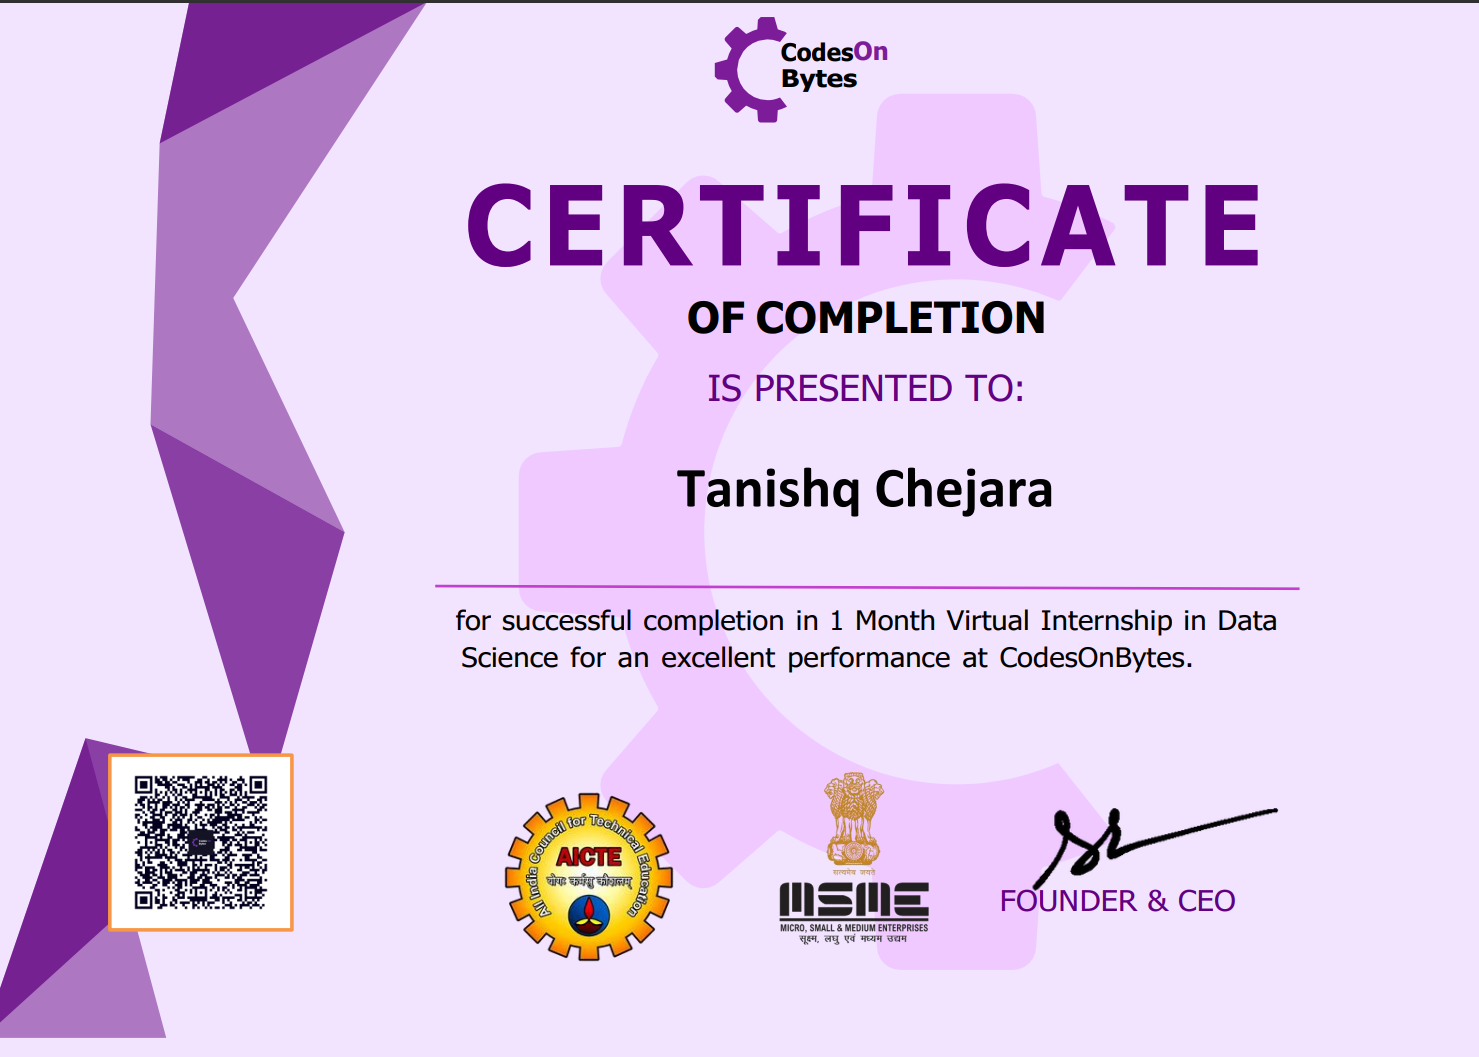 CodesOn
Bytes
CERTIFICATE
OF COMPLETION
IS PRESENTED TO:
Tanishq Chejara
for successful completion in 1 Month Virtual Internship in Data
Science for an excellent performance at CodesOnBytes.
All India Council for Technical Education
AICTE
योगः कर्मसु कौशलम्
सत्यमेव जयते
MSME
MICRO, SMALL & MEDIUM ENTERPRISES
सूक्ष्म, लघु एवं मध्यम उद्यम
FOUNDER & CEO